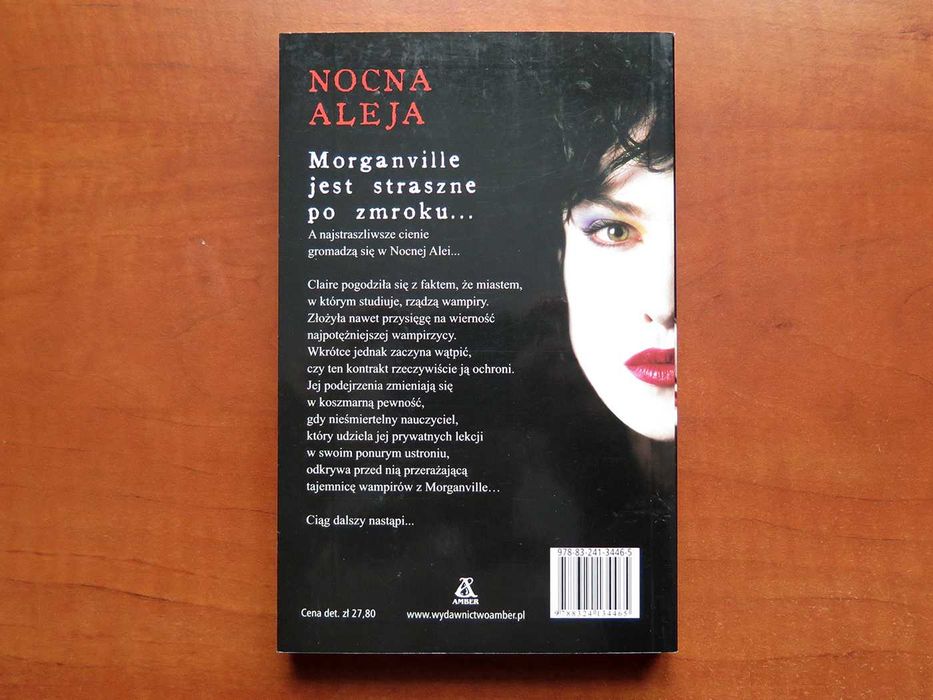 NOCNA
ALEJA
Morganville
jest straszne
po zmroku...
A najstraszliwsze cienie
gromadzą się w Nocnej Alei...
Claire pogodziła się z faktem, że miastem,
w którym studiuje, rządzą wampiry.
Złożyła nawet przysięgę na wierność
najpotężniejszej wampirzycy.
Wkrótce jednak zaczyna wątpić,
czy ten kontrakt rzeczywiście ją ochroni.
Jej podejrzenia zmieniają się
w koszmarną pewność,
gdy nieśmiertelny nauczyciel,
który udziela jej prywatnych lekcji
w swoim ponurym ustroniu,
odkrywa przed nią przerażającą
tajemnicę wampirów z Morganville...
Ciąg dalszy nastąpi...
978-83-241-3446-5
9 788324 134465
AMBER
Cena det. zł 27,80
www.wydawnictwoamber.pl